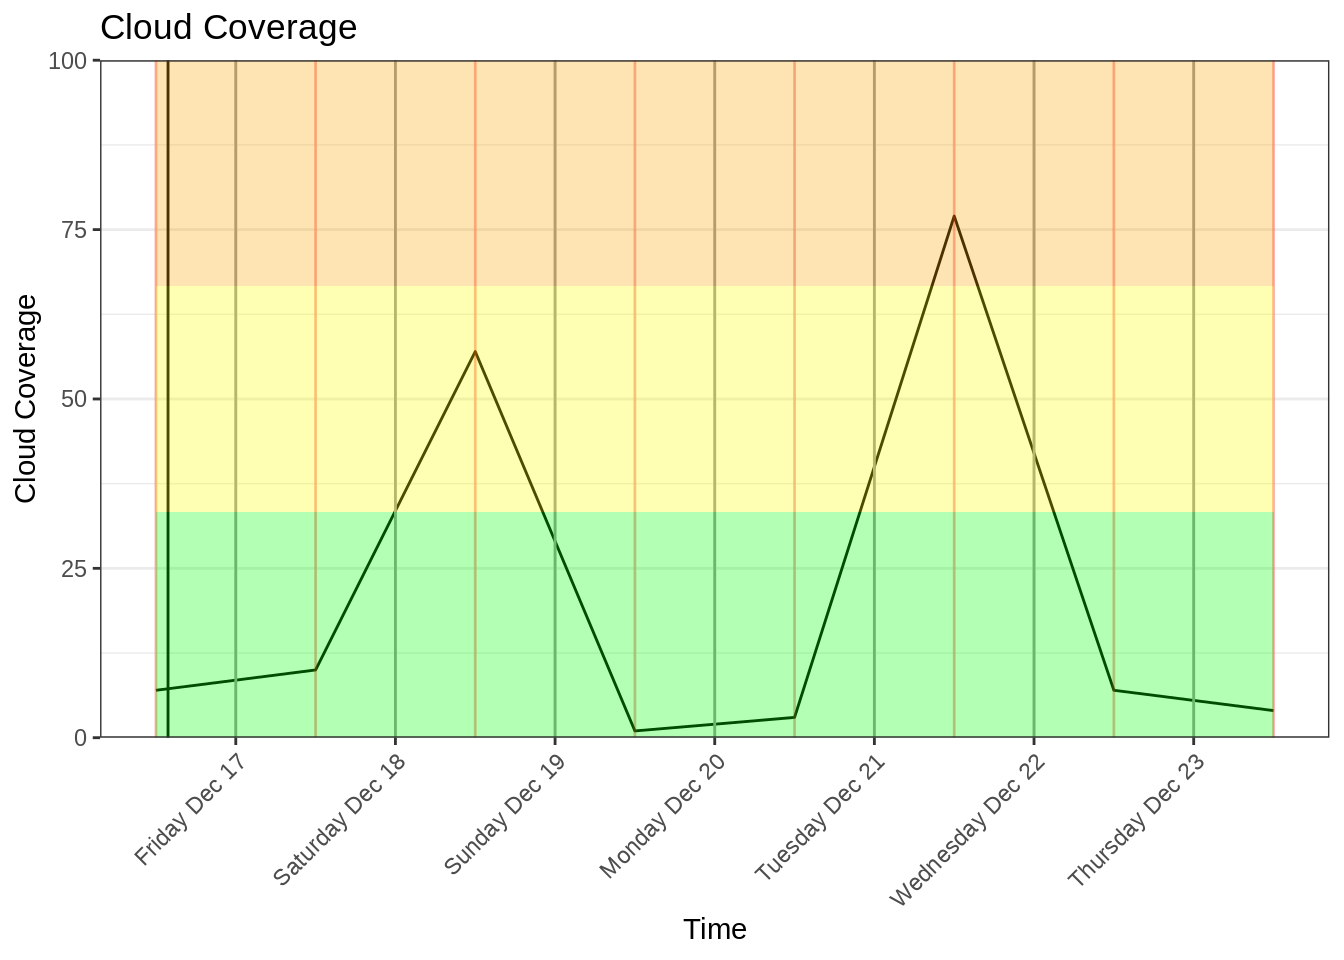 Cloud Coverage
100
75
50
25
0
Cloud Coverage
Friday Dec 17
Saturday Dec 18
Sunday Dec 19
Monday Dec 20
Tuesday Dec 21
Wednesday Dec 22
Thursday Dec 23
Time